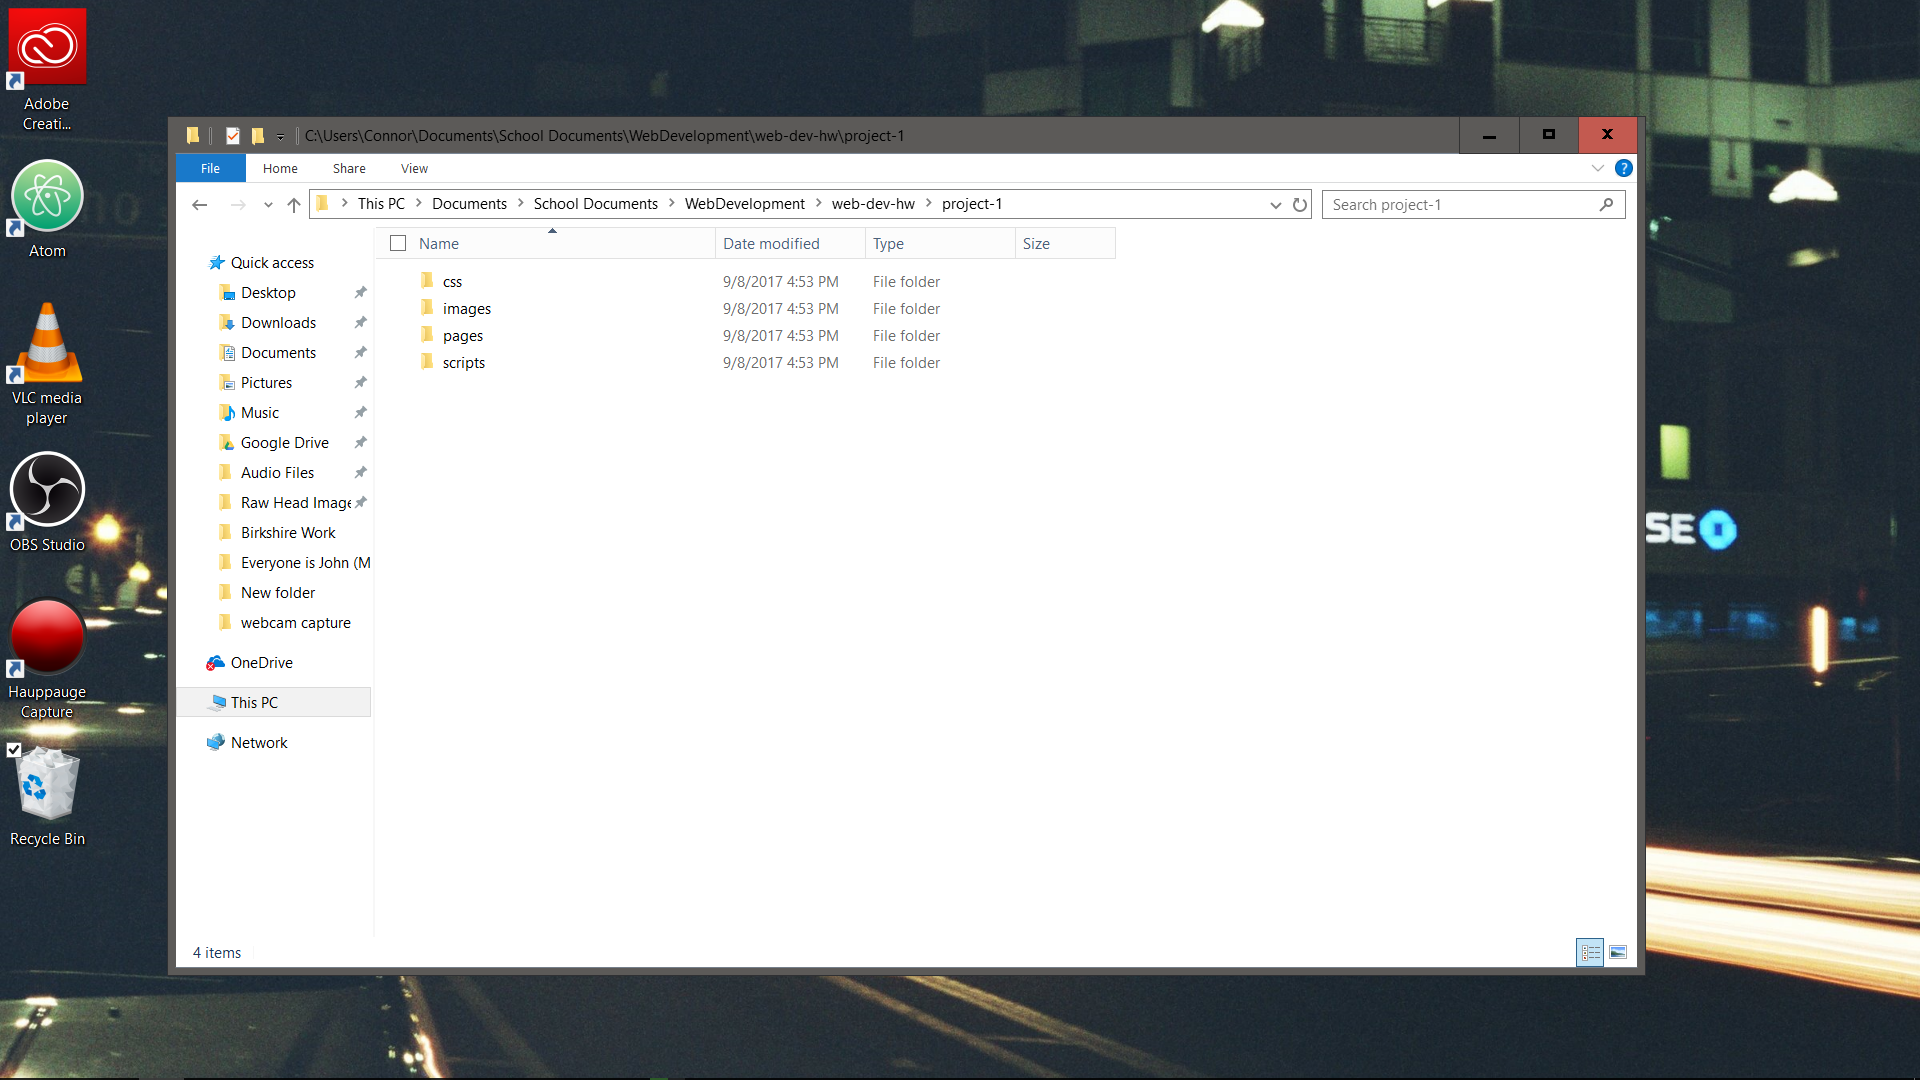 Adobe
Creati...
Atom
VLC media
player
OBS Studio
Hauppauge
Capture
Recycle Bin
C:\Users\Connor\Documents\School Documents\WebDevelopment\web-dev-hw\project-1
File Home Share View
This PC Documents School Documents WebDevelopment web-dev-hw project-1
Search project-1
Name Date modified Type Size
Quick access
Desktop
Downloads
Documents
Pictures
Music
Google Drive
Audio Files
Raw Head Image
Birkshire Work
Everyone is John (M
New folder
webcam capture
OneDrive
This PC
Network
css 9/8/2017 4:53 PM File folder
images 9/8/2017 4:53 PM File folder
pages 9/8/2017 4:53 PM File folder
scripts 9/8/2017 4:53 PM File folder
4 items
SE